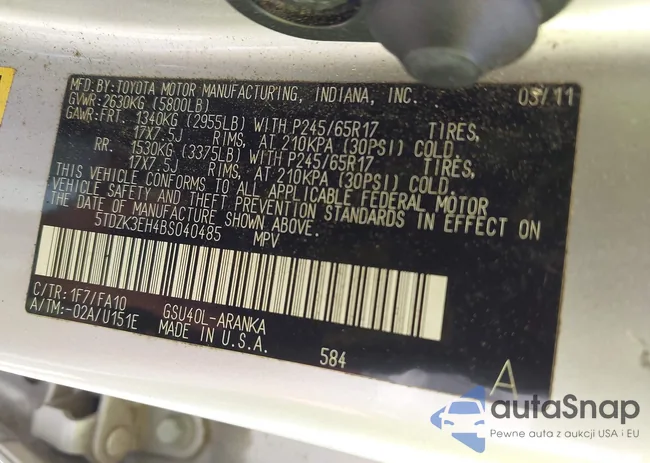 MFD.BY:TOYOTA MOTOR MANUFACTURING, INDIANA, INC. 03/11
GVWR:2630KG (5800LB)
GAWR:FRT. 1340KG (2955LB) WITH P245/65R17 TIRES,
17X7.5J RIMS, AT 210KPA (30PSI) COLD.
RR. 1530KG (3375LB) WITH P245/65R17 TIRES,
17X7.5J RIMS, AT 210KPA (30PSI) COLD.
THIS VEHICLE CONFORMS TO ALL APPLICABLE FEDERAL MOTOR
VEHICLE SAFETY AND THEFT PREVENTION STANDARDS IN EFFECT ON
THE DATE OF MANUFACTURE SHOWN ABOVE.
5TDZK3EH4BS040485 MPV
C/TR:1F7/FA10
A/TM:-02A/U151E GSU40L-ARANKA
MADE IN U.S.A. 584 A
autoSnap
Pewne auta z aukcji USA i EU